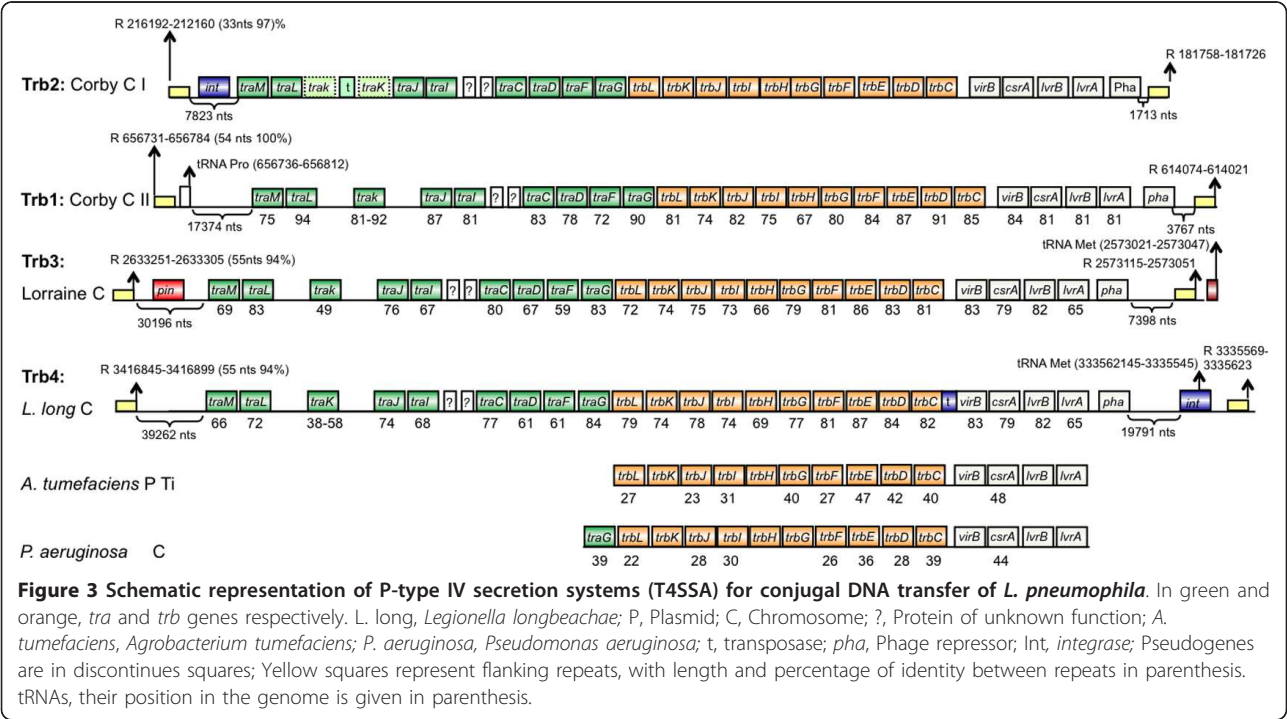 R 216192-212160 (33nts 97)%
R 181758-181726
Trb2: Corby C I
int traM traL trak t traK traJ traI ? ? traC traD traF traG trbL trbK trbJ trbI trbH trbG trbF trbE trbD trbC virB csrA lvrB lvrA Pha
7823 nts
1713 nts
R 656731-656784 (54 nts 100%)
tRNA Pro (656736-656812)
R 614074-614021
Trb1: Corby C II
traM traL trak traJ traI ? ? traC traD traF traG trbL trbK trbJ trbI trbH trbG trbF trbE trbD trbC virB csrA lvrB lvrA pha
75 94 81-92 87 81 83 78 72 90 81 74 82 75 67 80 84 87 91 85 84 81 81 81
17374 nts
3767 nts
tRNA Met (2573021-2573047)
Trb3:
R 2633251-2633305 (55nts 94%)
R 2573115-2573051
Lorraine C
pin traM traL trak traJ traI ? ? traC traD traF traG trbL trbK trbJ trbI trbH trbG trbF trbE trbD trbC virB csrA lvrB lvrA pha
69 83 49 76 67 80 67 59 83 72 74 75 73 66 79 81 86 83 81 83 79 82 65
30196 nts
7398 nts
Trb4:
R 3416845-3416899 (55 nts 94%)
tRNA Met (333562145-3335545)
R 3335569-
3335623
L. long C
traM traL traK traJ traI ? ? traC traD traF traG trbL trbK trbJ trbI trbH trbG trbF trbE trbD trbC t virB csrA lvrB lvrA pha int
66 72 38-58 74 68 77 61 61 84 79 74 78 74 69 77 81 87 84 82 83 79 82 65
39262 nts
19791 nts
A. tumefaciens P Ti
trbL trbK trbJ trbI trbH trbG trbF trbE trbD trbC virB csrA lvrB lvrA
27 23 31 40 27 47 42 40 48
P. aeruginosa C
traG trbL trbK trbJ trbI trbH trbG trbF trbE trbD trbC virB csrA lvrB lvrA
39 22 28 30 26 36 28 39 44
Figure 3 Schematic representation of P-type IV secretion systems (T4SSA) for conjugal DNA transfer of L. pneumophila. In green and
orange, tra and trb genes respectively. L. long, Legionella longbeachae; P, Plasmid; C, Chromosome; ?, Protein of unknown function; A.
tumefaciens, Agrobacterium tumefaciens; P. aeruginosa, Pseudomonas aeruginosa; t, transposase; pha, Phage repressor; Int, integrase; Pseudogenes
are in discontinues squares; Yellow squares represent flanking repeats, with length and percentage of identity between repeats in parenthesis.
tRNAs, their position in the genome is given in parenthesis.